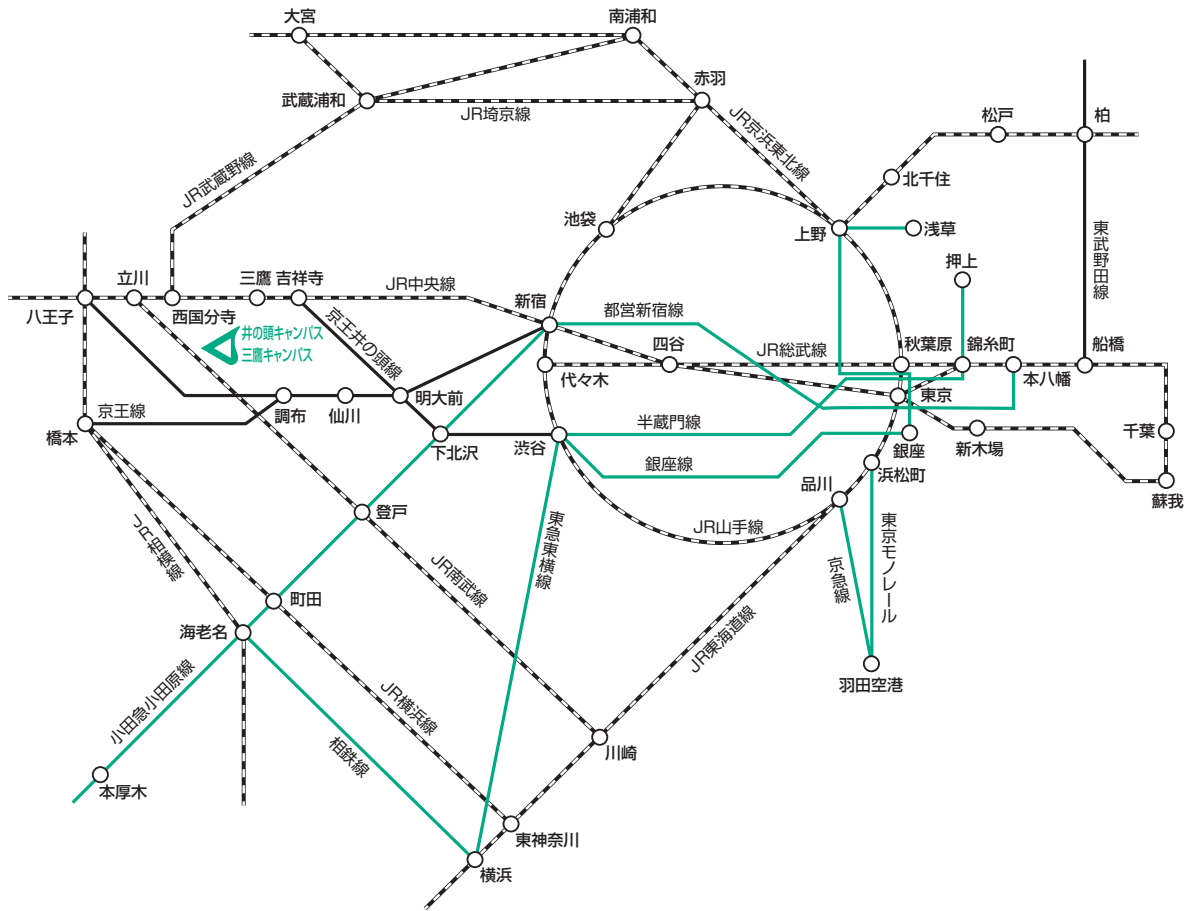 大宮
南浦和
武蔵浦和
赤羽
JR埼京線
JR京浜東北線
松戸
柏
北千住
JR武蔵野線
池袋
上野
浅草
東武野田線
押上
立川
三鷹
吉祥寺
JR中央線
新宿
都営新宿線
八王子
西国分寺
井の頭キャンパス
三鷹キャンパス
京王井の頭線
四谷
JR総武線
秋葉原
錦糸町
船橋
代々木
本八幡
東京
京王線
調布
仙川
明大前
橋本
下北沢
渋谷
半蔵門線
銀座線
銀座
新木場
千葉
浜松町
蘇我
品川
登戸
JR山手線
東急東横線
東京モノレール
京急線
JR相模線
JR南武線
町田
海老名
JR東海道線
羽田空港
小田急小田原線
JR横浜線
相鉄線
川崎
本厚木
東神奈川
横浜